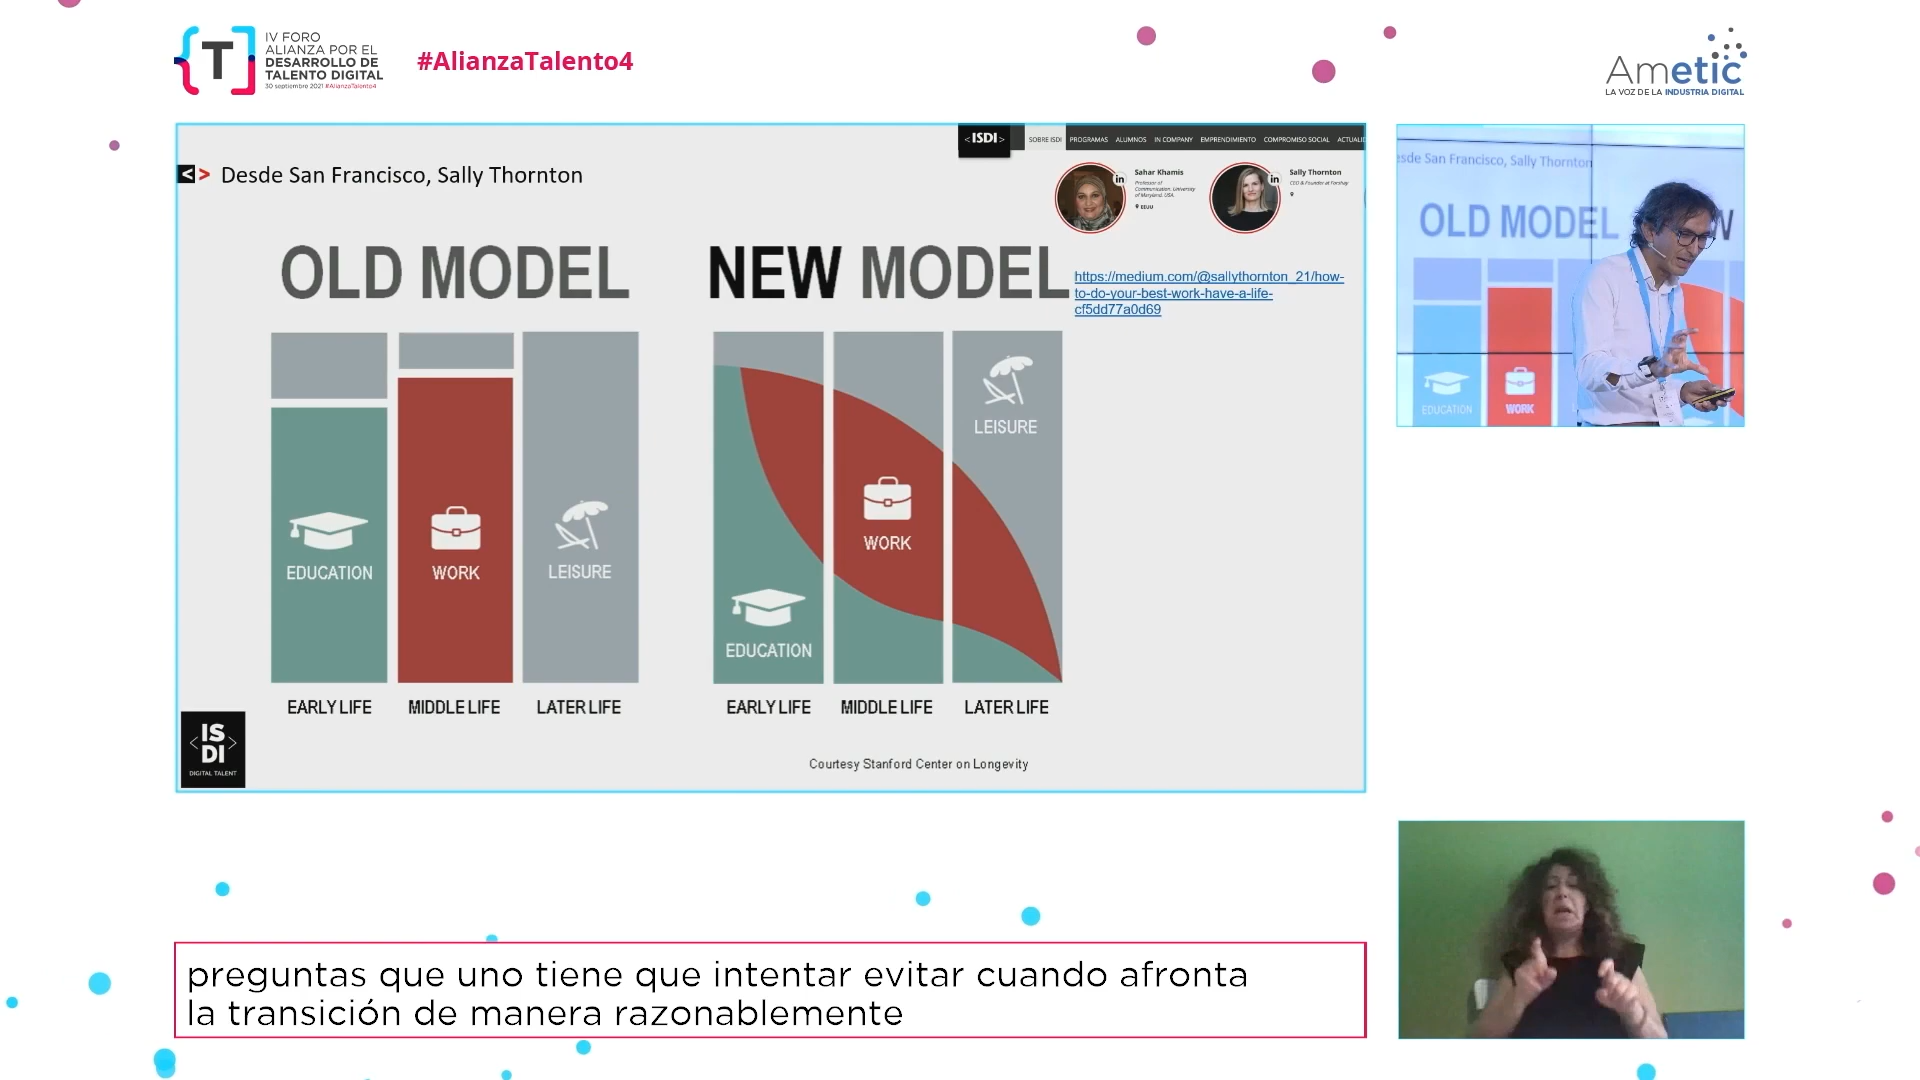 IV FORO
ALIANZA POR EL
DESARROLLO DE
TALENTO DIGITAL
30 septiembre 2021 #AlianzaTalento4
{T}
#AlianzaTalento4
Ametic
LA VOZ DE LA INDUSTRIA DIGITAL
<ISDI>
SOBRE ISDI PROGRAMAS ALUMNOS IN COMPANY EMPRENDIMIENTO COMPROMISO SOCIAL ACTUALID
<> Desde San Francisco, Sally Thornton
in
Sahar Khamis
Professor of
Communication, University
of Maryland, USA.
EEUU
in
Sally Thornton
CEO & Founder at Forshay
OLD MODEL
NEW MODEL
https://medium.com/@sallythornton_21/how-
to-do-your-best-work-have-a-life-
cf5dd77a0d69
EDUCATION
WORK
LEISURE
EARLY LIFE
MIDDLE LIFE
LATER LIFE
EDUCATION
WORK
LEISURE
EARLY LIFE
MIDDLE LIFE
LATER LIFE
Courtesy Stanford Center on Longevity
<IS
DI>
DIGITAL TALENT
esde San Francisco, Sally Thornton
OLD MODEL
W
EDUCATION
WORK
preguntas que uno tiene que intentar evitar cuando afronta
la transición de manera razonablemente